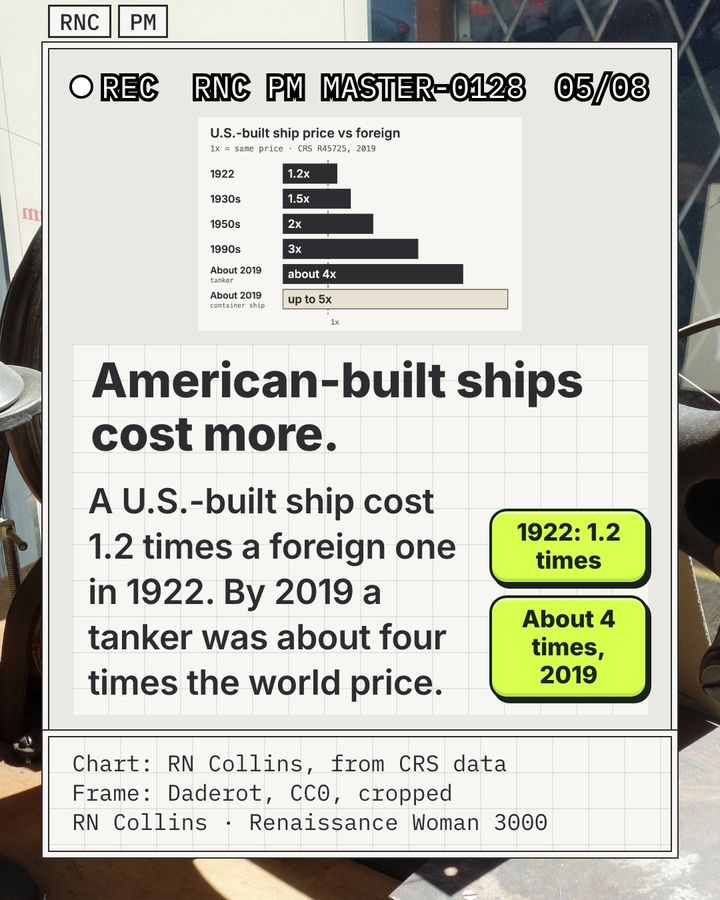 RNC PM
REC RNC PM MASTER-0128 05/08
U.S.-built ship price vs foreign
1x = same price · CRS R45725, 2019
1922 1.2x
1930s 1.5x
1950s 2x
1990s 3x
About 2019 tanker about 4x
About 2019 container ship up to 5x
1x
American-built ships
cost more.
A U.S.-built ship cost
1.2 times a foreign one
in 1922. By 2019 a
tanker was about four
times the world price.
1922: 1.2
times
About 4
times,
2019
Chart: RN Collins, from CRS data
Frame: Daderot, CC0, cropped
RN Collins · Renaissance Woman 3000